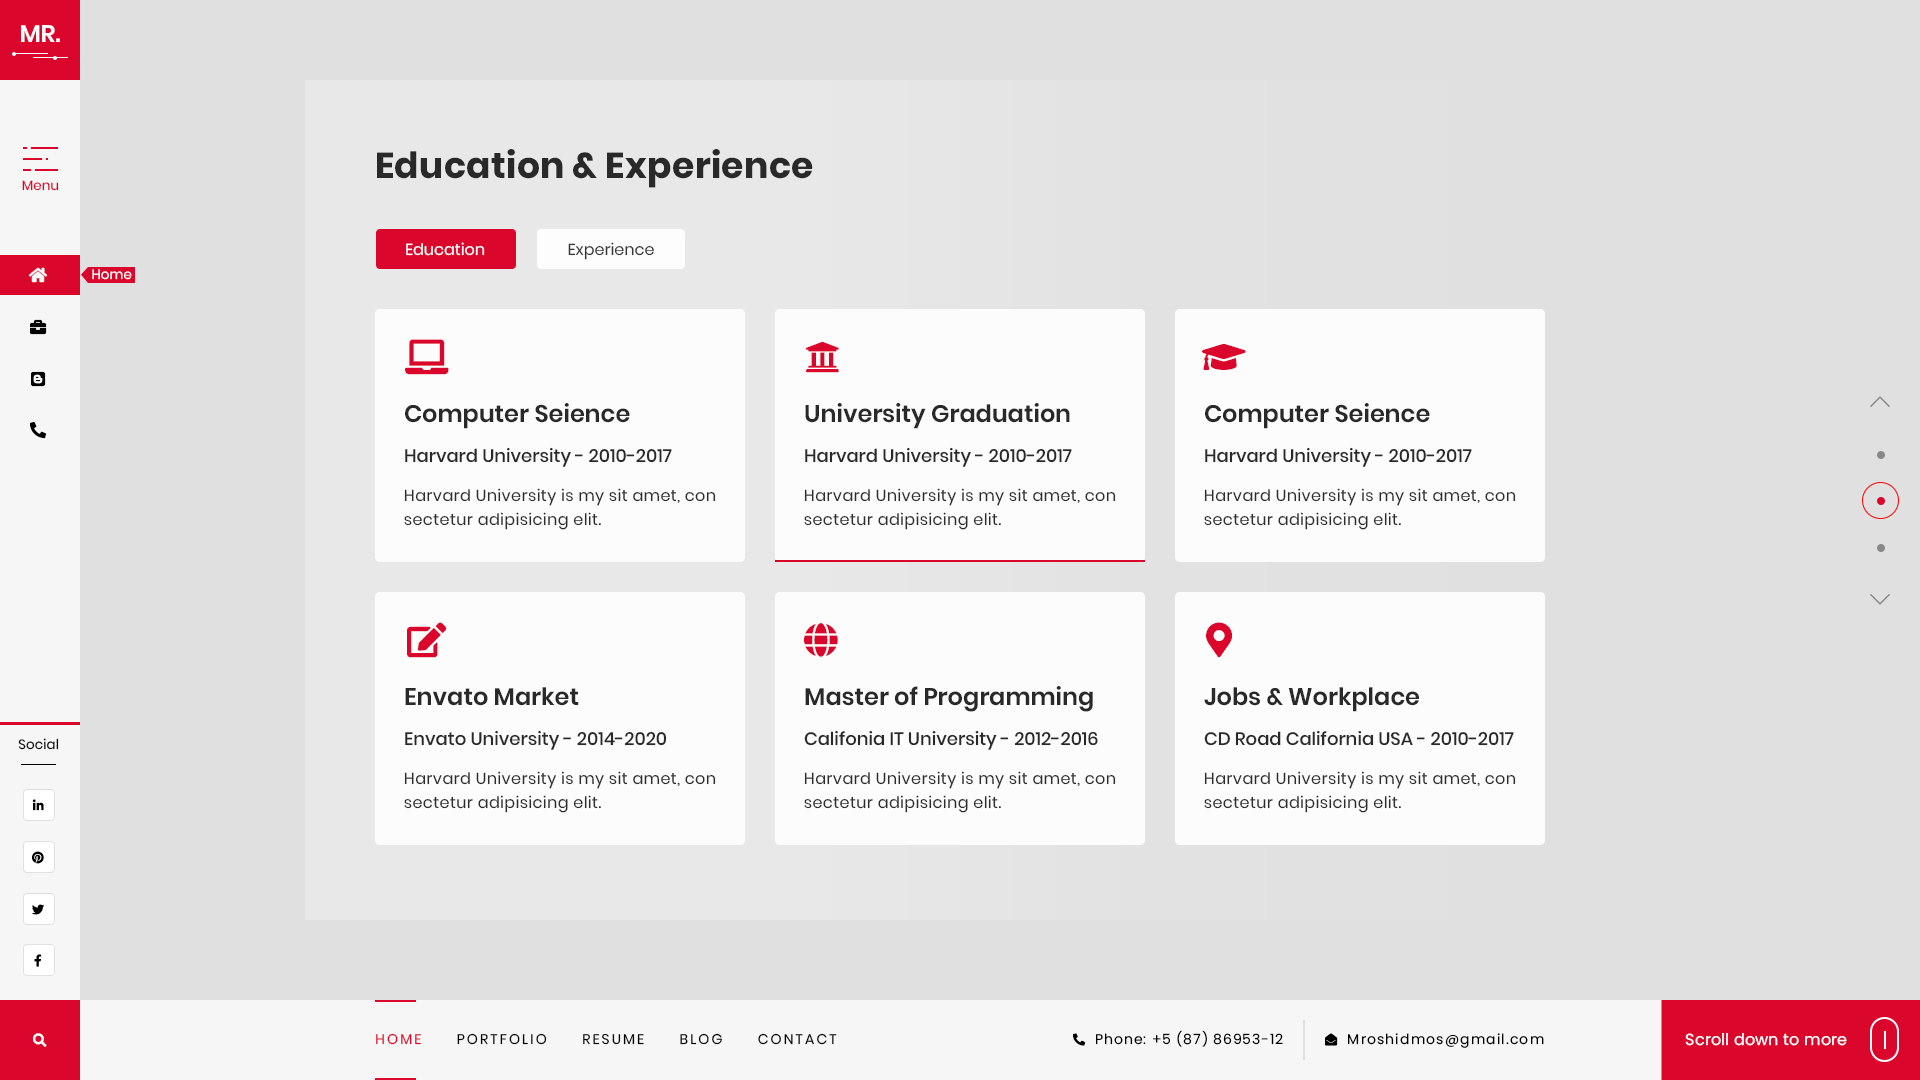 MR.
Menu
Home
Social
Education & Experience
Education
Experience
Computer Seience
Harvard University - 2010-2017
Harvard University is my sit amet, con
sectetur adipisicing elit.
University Graduation
Harvard University - 2010-2017
Harvard University is my sit amet, con
sectetur adipisicing elit.
Computer Seience
Harvard University - 2010-2017
Harvard University is my sit amet, con
sectetur adipisicing elit.
Envato Market
Envato University - 2014-2020
Harvard University is my sit amet, con
sectetur adipisicing elit.
Master of Programming
Califonia IT University - 2012-2016
Harvard University is my sit amet, con
sectetur adipisicing elit.
Jobs & Workplace
CD Road California USA - 2010-2017
Harvard University is my sit amet, con
sectetur adipisicing elit.
HOME
PORTFOLIO
RESUME
BLOG
CONTACT
Phone: +5 (87) 86953-12
Mroshidmos@gmail.com
Scroll down to more